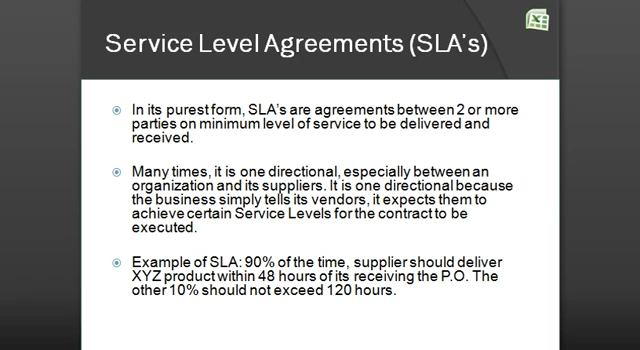 Service Level Agreements (SLA's)
In its purest form, SLA's are agreements between 2 or more
parties on minimum level of service to be delivered and
received.
Many times, it is one directional, especially between an
organization and its suppliers. It is one directional because
the business simply tells its vendors, it expects them to
achieve certain Service Levels for the contract to be
executed.
Example of SLA: 90% of the time, supplier should deliver
XYZ product within 48 hours of its receiving the P.O. The
other 10% should not exceed 120 hours.